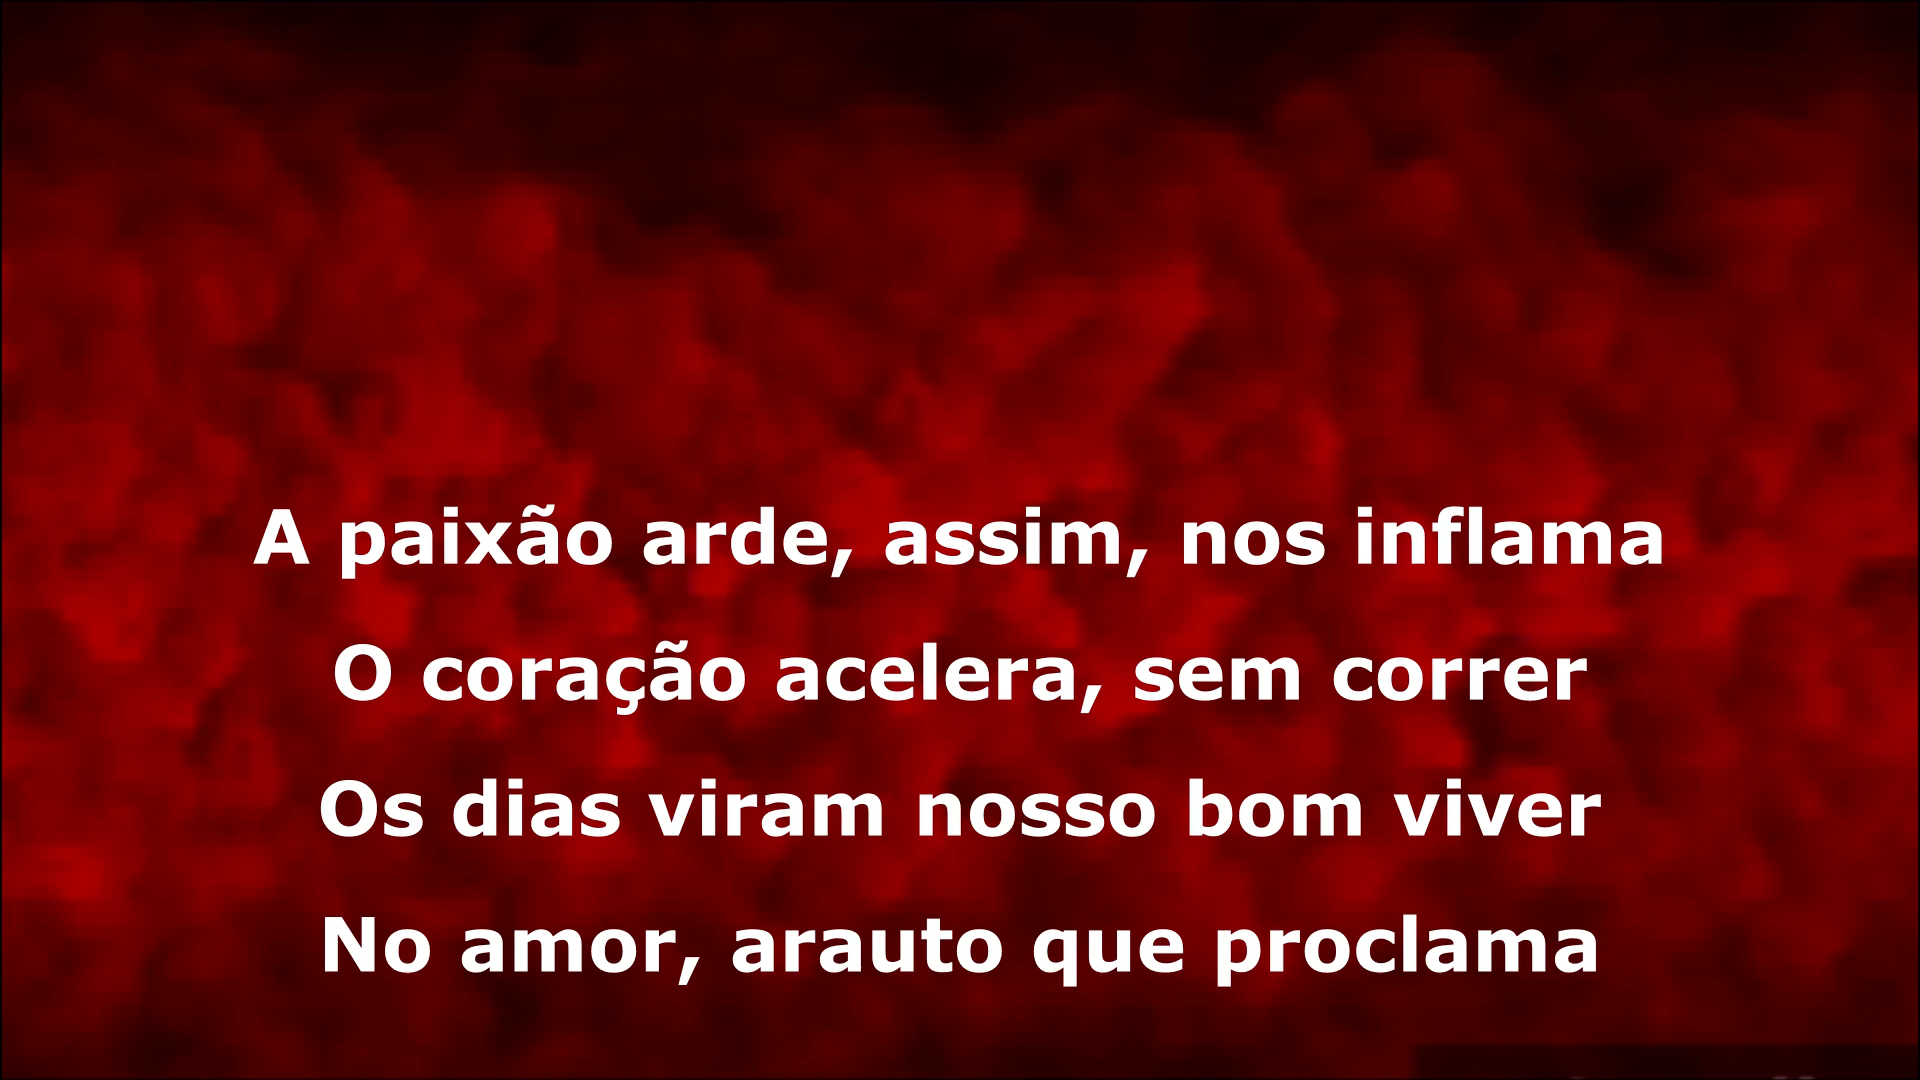 A paixão arde, assim, nos inflama
O coração acelera, sem correr
Os dias viram nosso bom viver
No amor, arauto que proclama